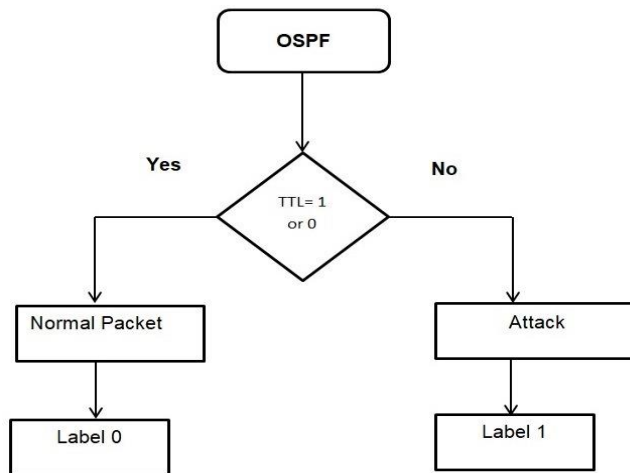 OSPF
Yes
No
TTL= 1
or 0
Normal Packet
Attack
Label 0
Label 1